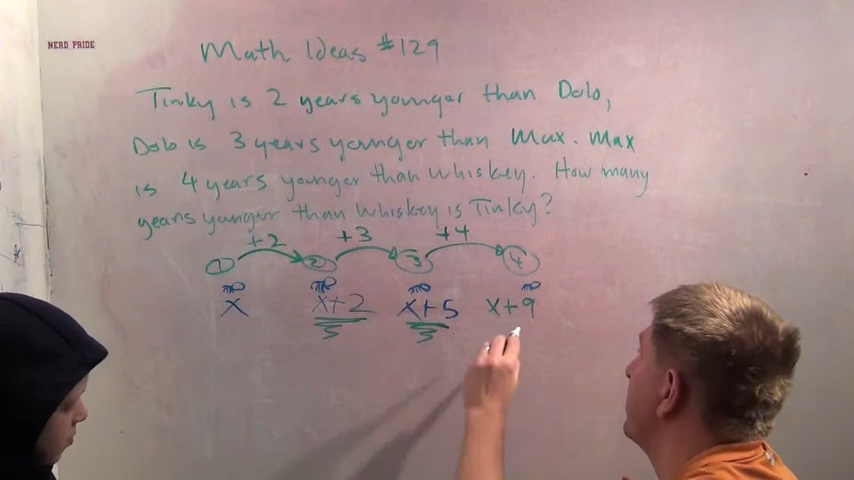 NERD PRIDE
Math Ideas #129
Tinky is 2 years younger than Dolo,
Dolo is 3 years younger than Max. Max
is 4 years younger than Whiskey. How many
years younger than Whiskey is Tinky?
+2 +3 +4
1 2 3 4
x x+2 x+5 x+9